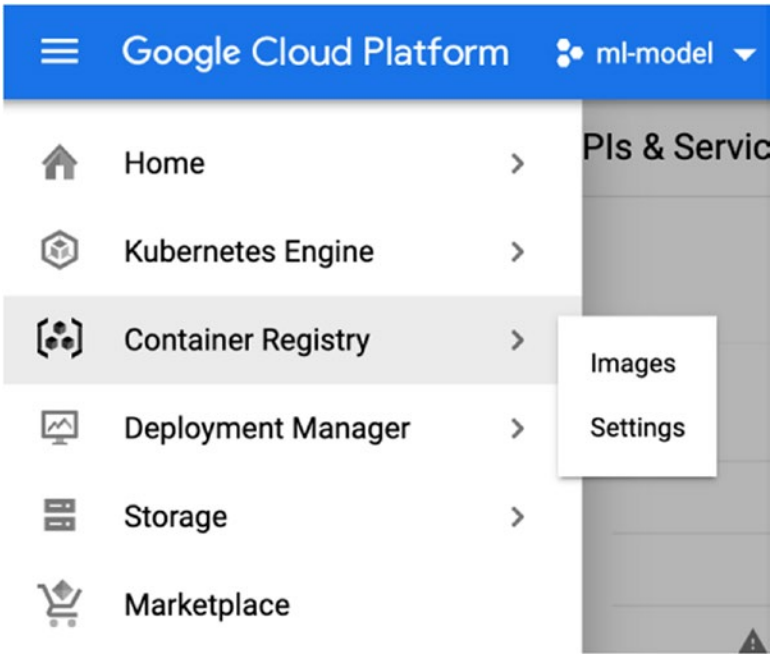 Google Cloud Platform ml-model
Home
PIs & Servic
Kubernetes Engine
Container Registry
Images
Settings
Deployment Manager
Storage
Marketplace